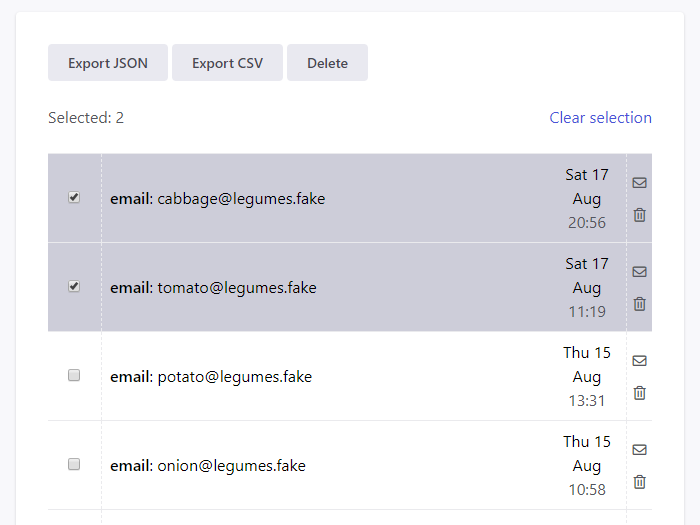 Export JSON Export CSV Delete
Selected: 2 Clear selection
email: cabbage@legumes.fake
Sat 17
Aug
20:56
email: tomato@legumes.fake
Sat 17
Aug
11:19
email: potato@legumes.fake
Thu 15
Aug
13:31
email: onion@legumes.fake
Thu 15
Aug
10:58